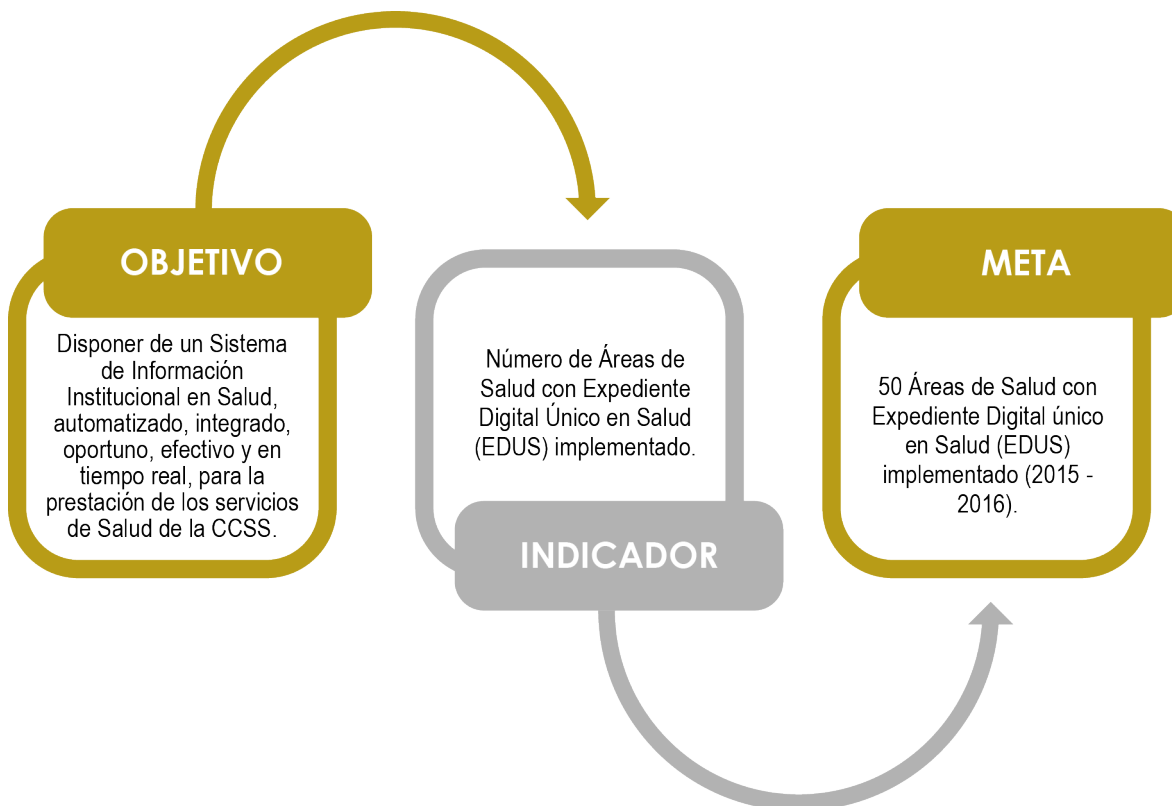 OBJETIVO
Disponer de un Sistema
de Información
Institucional en Salud,
automatizado, integrado,
oportuno, efectivo y en
tiempo real, para la
prestación de los servicios
de Salud de la CCSS.
Número de Áreas de
Salud con Expediente
Digital Único en Salud
(EDUS) implementado.
INDICADOR
META
50 Áreas de Salud con
Expediente Digital único
en Salud (EDUS)
implementado (2015 -
2016).